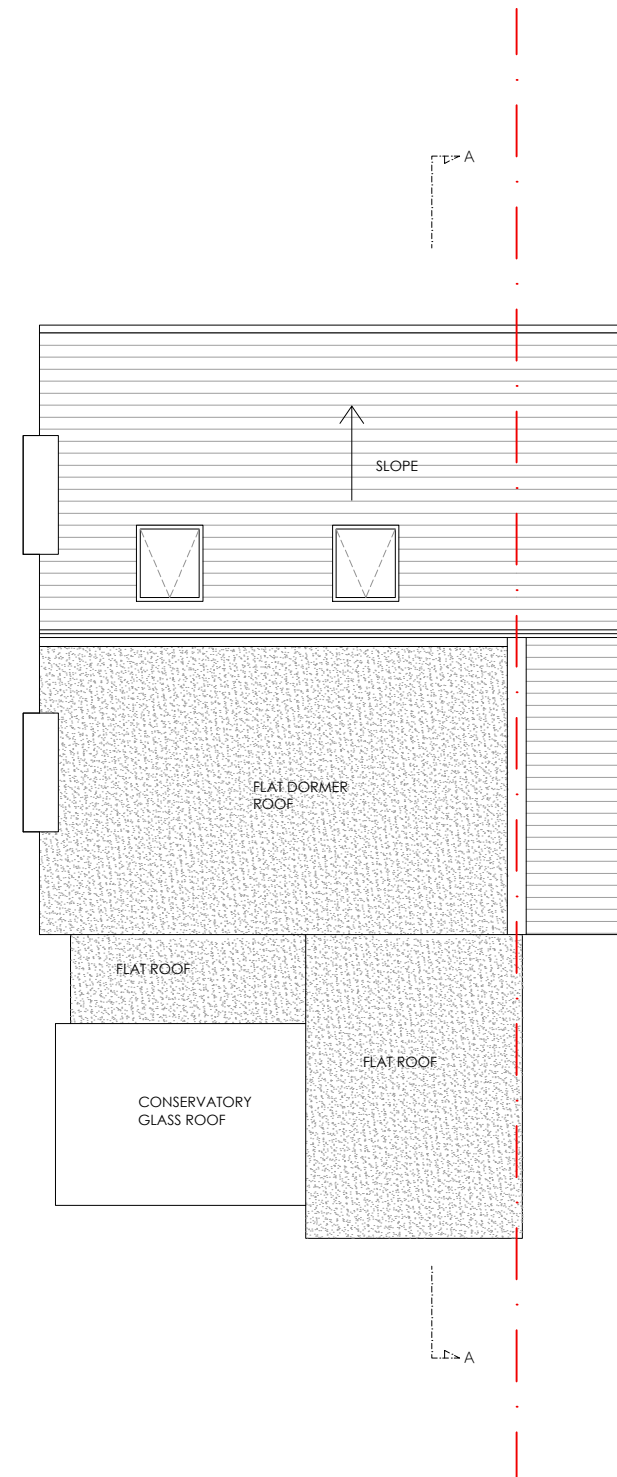 A
SLOPE
FLAT DORMER
ROOF
FLAT ROOF
FLAT ROOF
CONSERVATORY
GLASS ROOF
A